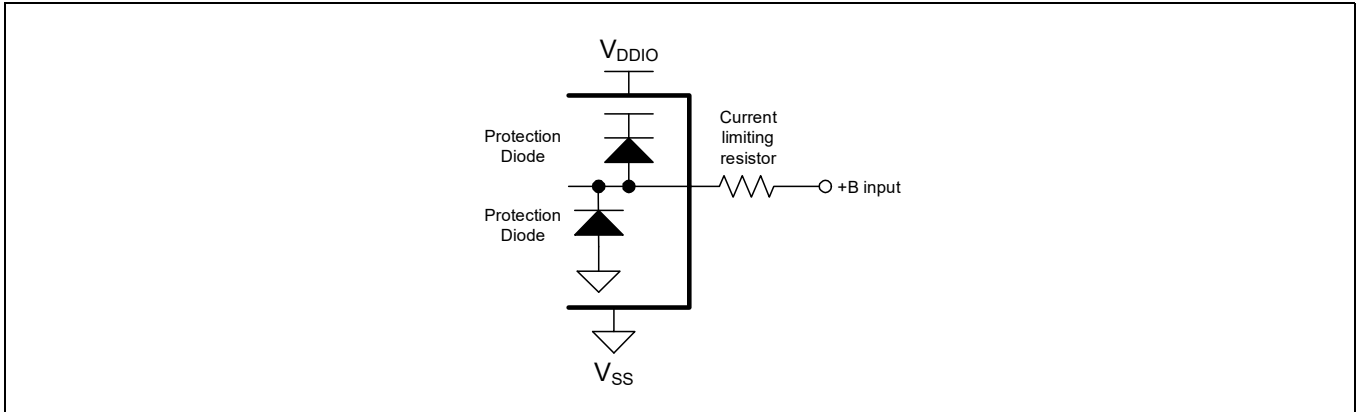 VDDIO
Protection
Diode
Current
limiting
resistor
+B input
Protection
Diode
VSS